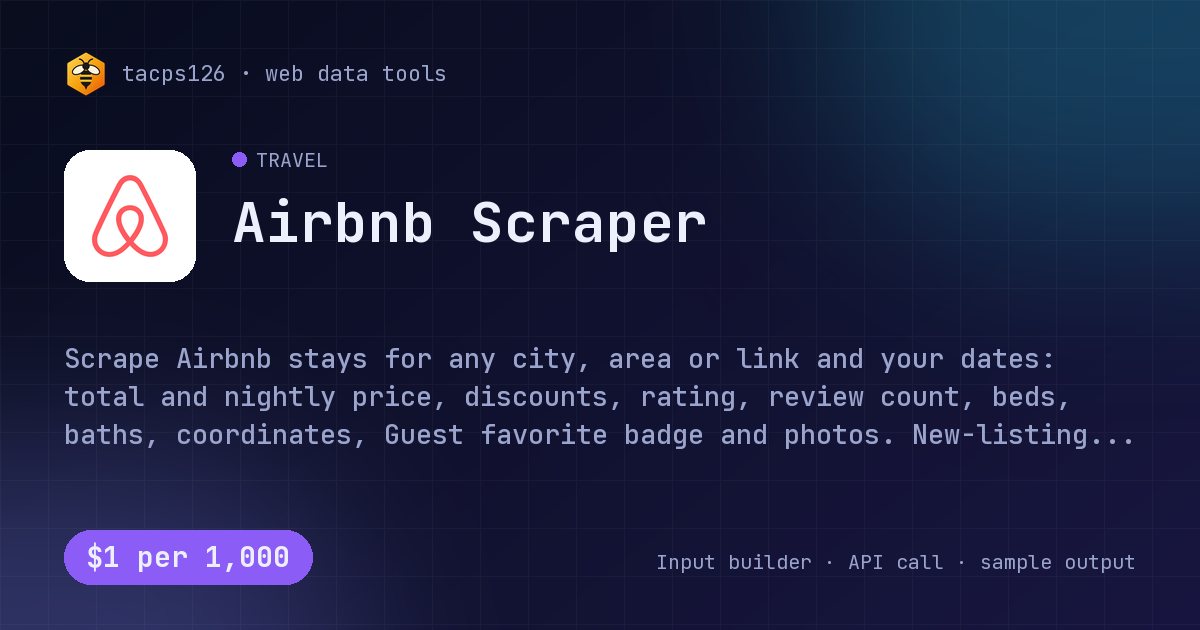 tacps126 · web data tools
TRAVEL
Airbnb Scraper
Scrape Airbnb stays for any city, area or link and your dates:
total and nightly price, discounts, rating, review count, beds,
baths, coordinates, Guest favorite badge and photos. New-listing...
$1 per 1,000
Input builder · API call · sample output